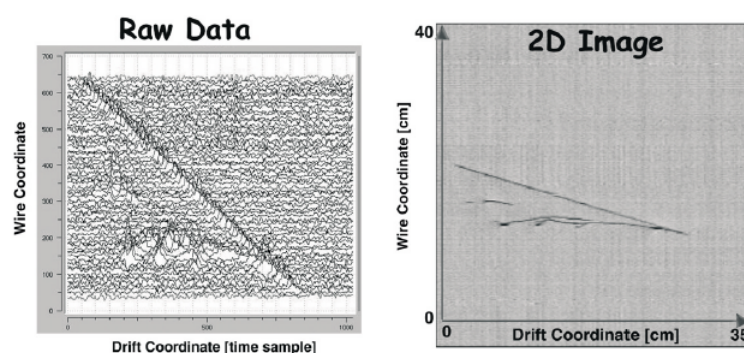 Raw Data
700
600
500
400
300
200
100
0
0
500
1000
Wire Coordinate
Drift Coordinate [time sample]
2D Image
40
0
0
35
Wire Coordinate [cm]
Drift Coordinate [cm]